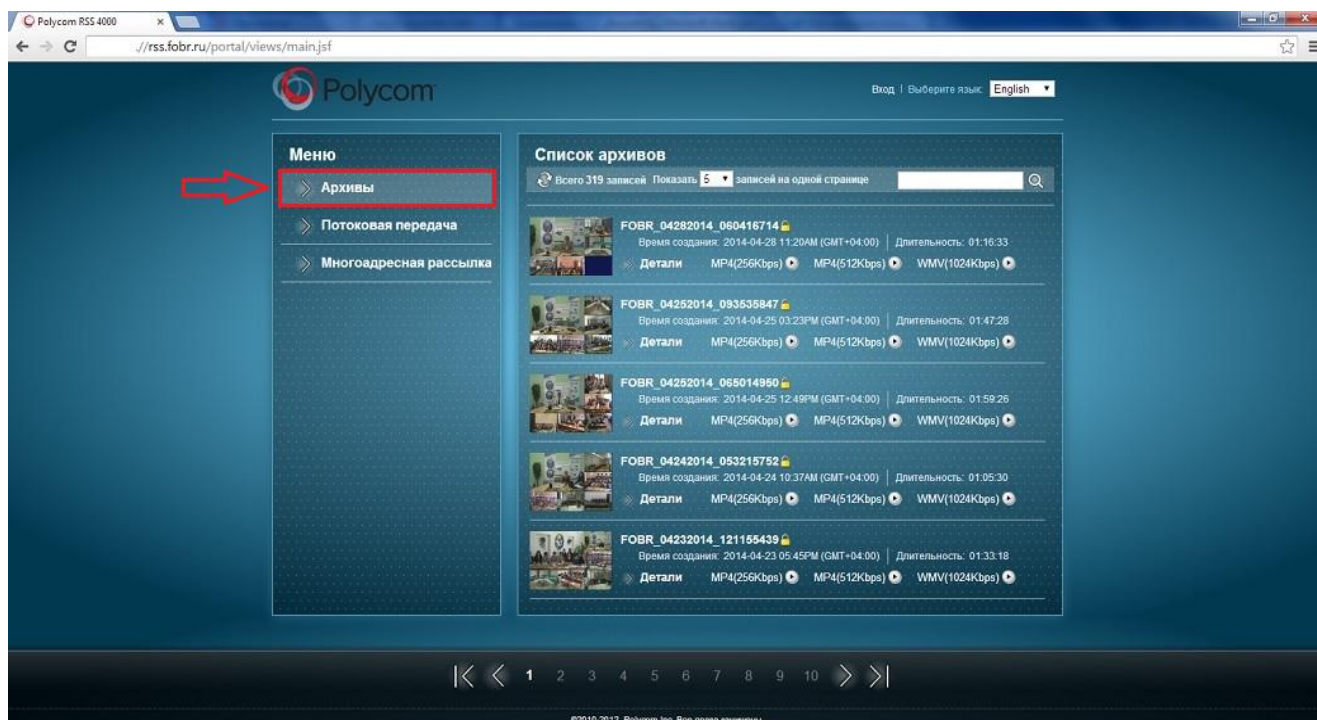 Polycom RSS 4000
://rss.fobr.ru/portal/views/main.jsf
Polycom
Вход | Выберите язык: English
Меню
Архивы
Потоковая передача
Многоадресная рассылка
Список архивов
Всего 319 записей Показать 5 записей на одной странице
FOBR_04282014_060416714
Время создания: 2014-04-28 11:20AM (GMT+04:00) | Длительность: 01:16:33
Детали MP4(256Kbps) MP4(512Kbps) WMV(1024Kbps)
FOBR_04252014_093535847
Время создания: 2014-04-25 03:23PM (GMT+04:00) | Длительность: 01:47:28
Детали MP4(256Kbps) MP4(512Kbps) WMV(1024Kbps)
FOBR_04252014_065014950
Время создания: 2014-04-25 12:49PM (GMT+04:00) | Длительность: 01:59:26
Детали MP4(256Kbps) MP4(512Kbps) WMV(1024Kbps)
FOBR_04242014_053215752
Время создания: 2014-04-24 10:37AM (GMT+04:00) | Длительность: 01:05:30
Детали MP4(256Kbps) MP4(512Kbps) WMV(1024Kbps)
FOBR_04232014_121155439
Время создания: 2014-04-23 05:45PM (GMT+04:00) | Длительность: 01:33:18
Детали MP4(256Kbps) MP4(512Kbps) WMV(1024Kbps)
1 2 3 4 5 6 7 8 9 10
©2010-2012, Polycom Inc. Все права защищены